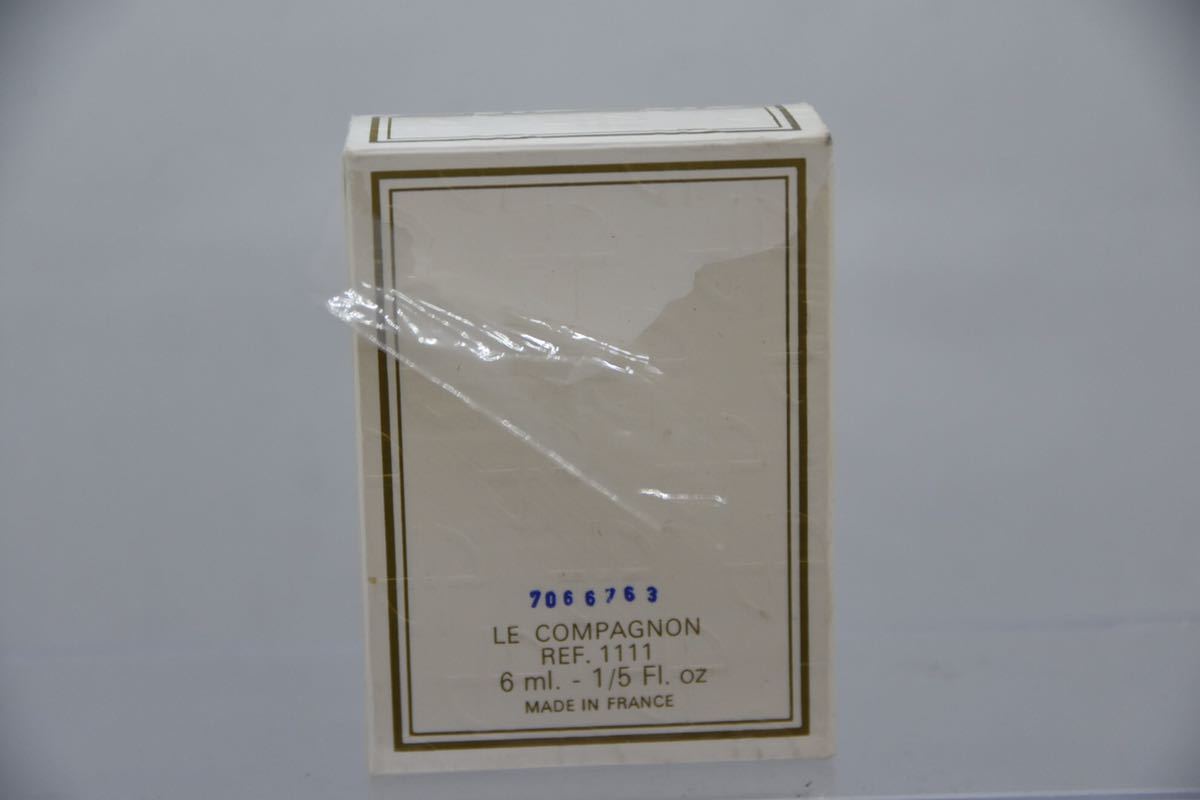 7066763
LE COMPAGNON
REF. 1111
6 ml. - 1/5 Fl. oz
MADE IN FRANCE